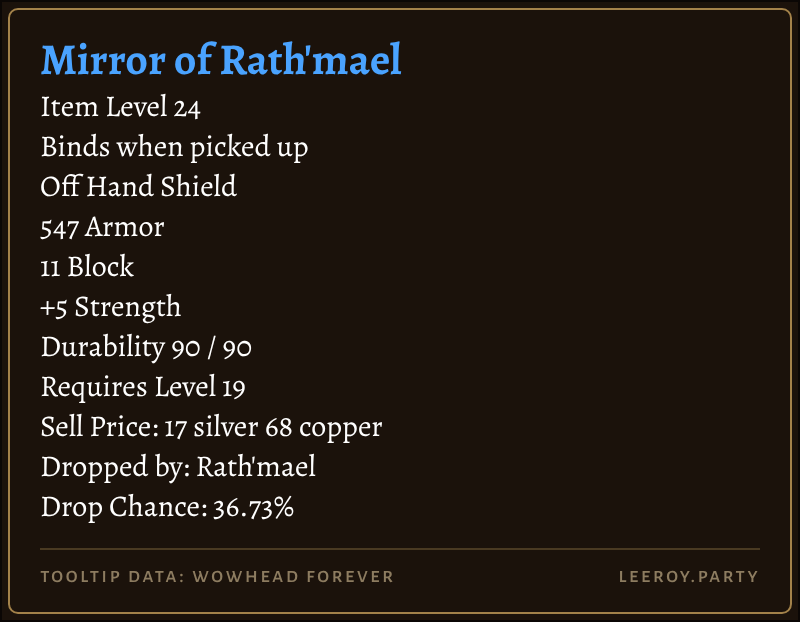 Mirror of Rath'mael
Item Level 24
Binds when picked up
Off Hand Shield
547 Armor
11 Block
+5 Strength
Durability 90 / 90
Requires Level 19
Sell Price: 17 silver 68 copper
Dropped by: Rath'mael
Drop Chance: 36.73%
TOOLTIP DATA: WOWHEAD FOREVER
LEEROY.PARTY